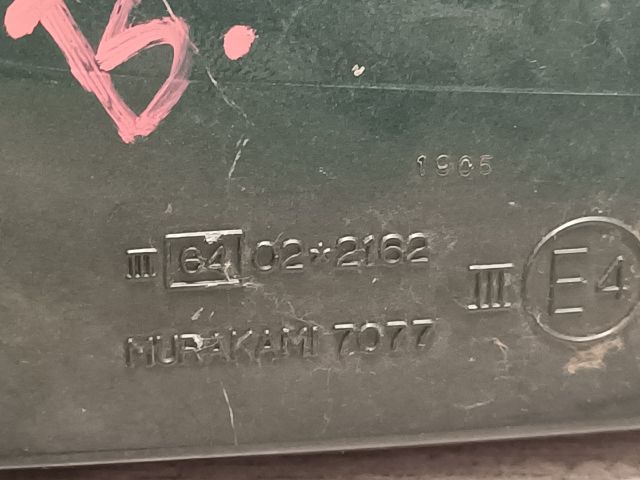 B.
1905
III 64 02*2162
III E4
MURAKAMI 7077